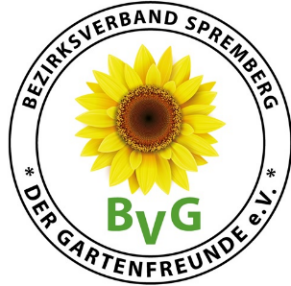 BEZIRKSVERBAND SPREMBERG
BVG
* DER GARTENFREUNDE e.V. *